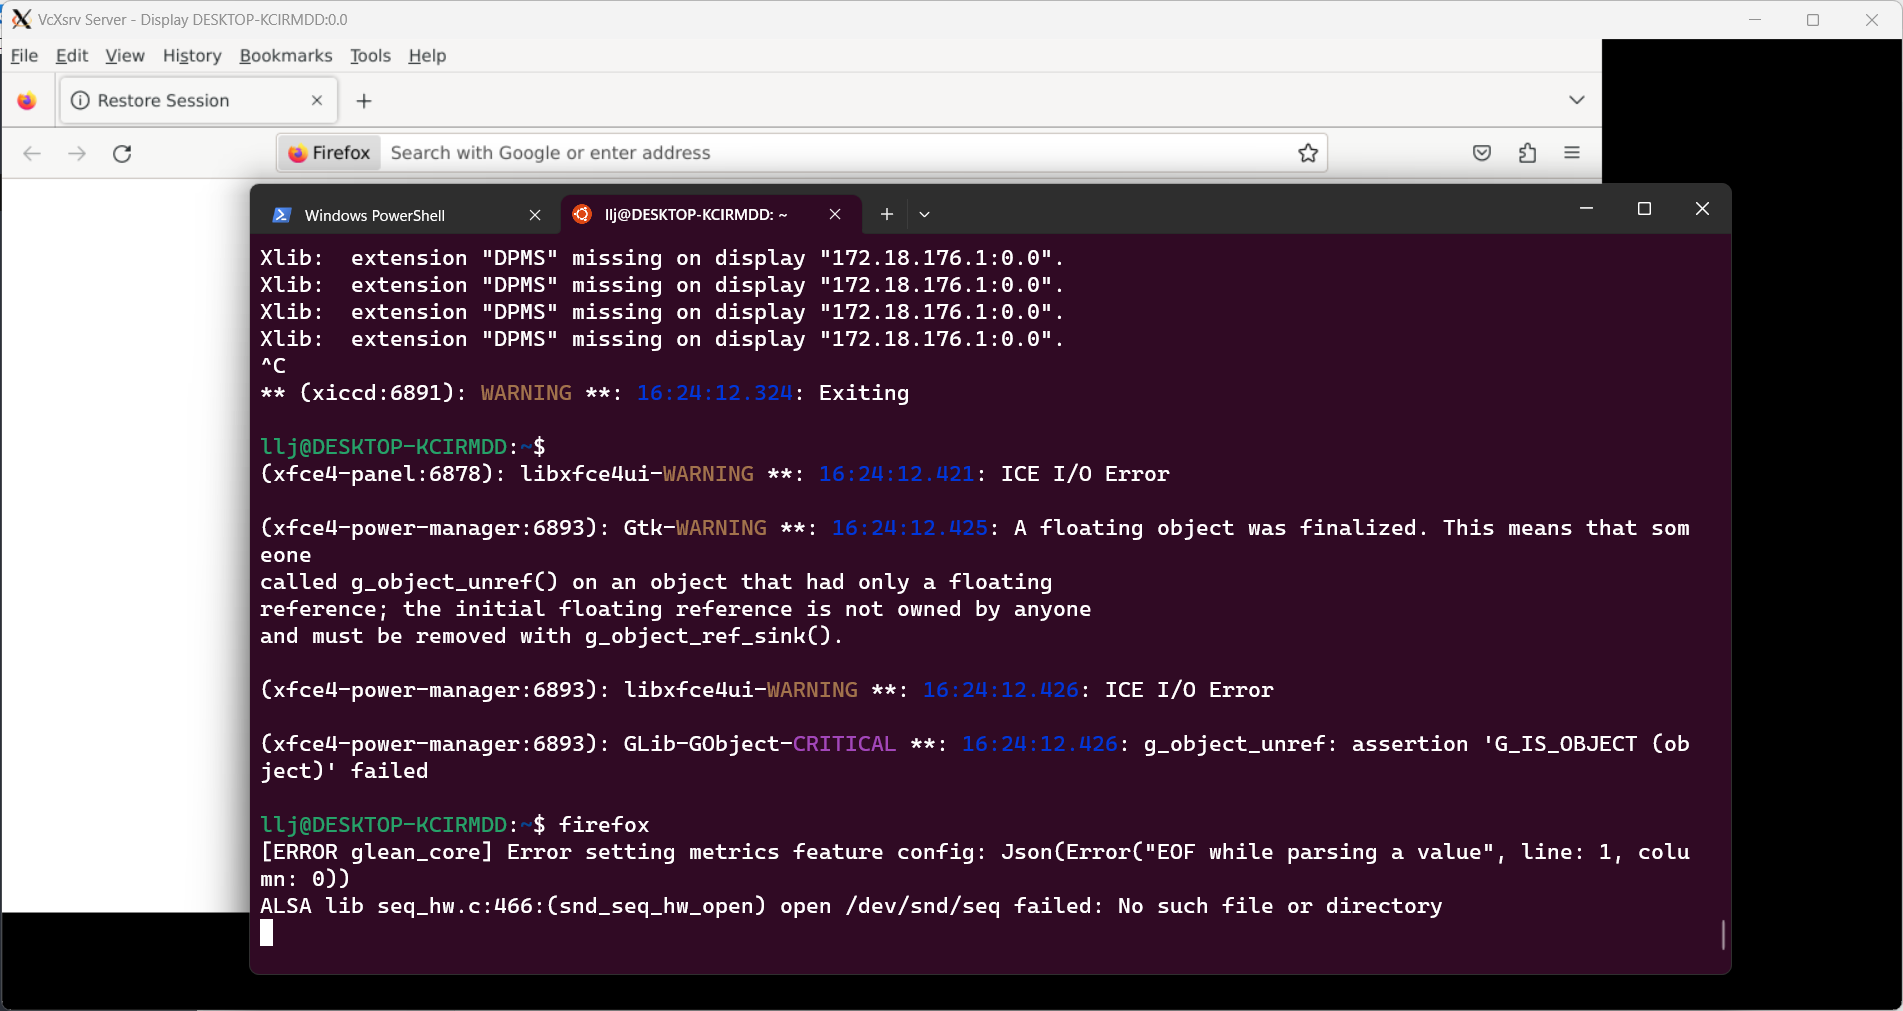 VcXsrv Server - Display DESKTOP-KCIRMDD:0.0
File Edit View History Bookmarks Tools Help
Restore Session
Firefox Search with Google or enter address
Windows PowerShell
llj@DESKTOP-KCIRMDD: ~
Xlib:  extension "DPMS" missing on display "172.18.176.1:0.0".
Xlib:  extension "DPMS" missing on display "172.18.176.1:0.0".
Xlib:  extension "DPMS" missing on display "172.18.176.1:0.0".
Xlib:  extension "DPMS" missing on display "172.18.176.1:0.0".
^C
** (xiccd:6891): WARNING **: 16:24:12.324: Exiting
llj@DESKTOP-KCIRMDD:~$
(xfce4-panel:6878): libxfce4ui-WARNING **: 16:24:12.421: ICE I/O Error
(xfce4-power-manager:6893): Gtk-WARNING **: 16:24:12.425: A floating object was finalized. This means that som
eone
called g_object_unref() on an object that had only a floating
reference; the initial floating reference is not owned by anyone
and must be removed with g_object_ref_sink().
(xfce4-power-manager:6893): libxfce4ui-WARNING **: 16:24:12.426: ICE I/O Error
(xfce4-power-manager:6893): GLib-GObject-CRITICAL **: 16:24:12.426: g_object_unref: assertion 'G_IS_OBJECT (ob
ject)' failed
llj@DESKTOP-KCIRMDD:~$ firefox
[ERROR glean_core] Error setting metrics feature config: Json(Error("EOF while parsing a value", line: 1, colu
mn: 0))
ALSA lib seq_hw.c:466:(snd_seq_hw_open) open /dev/snd/seq failed: No such file or directory